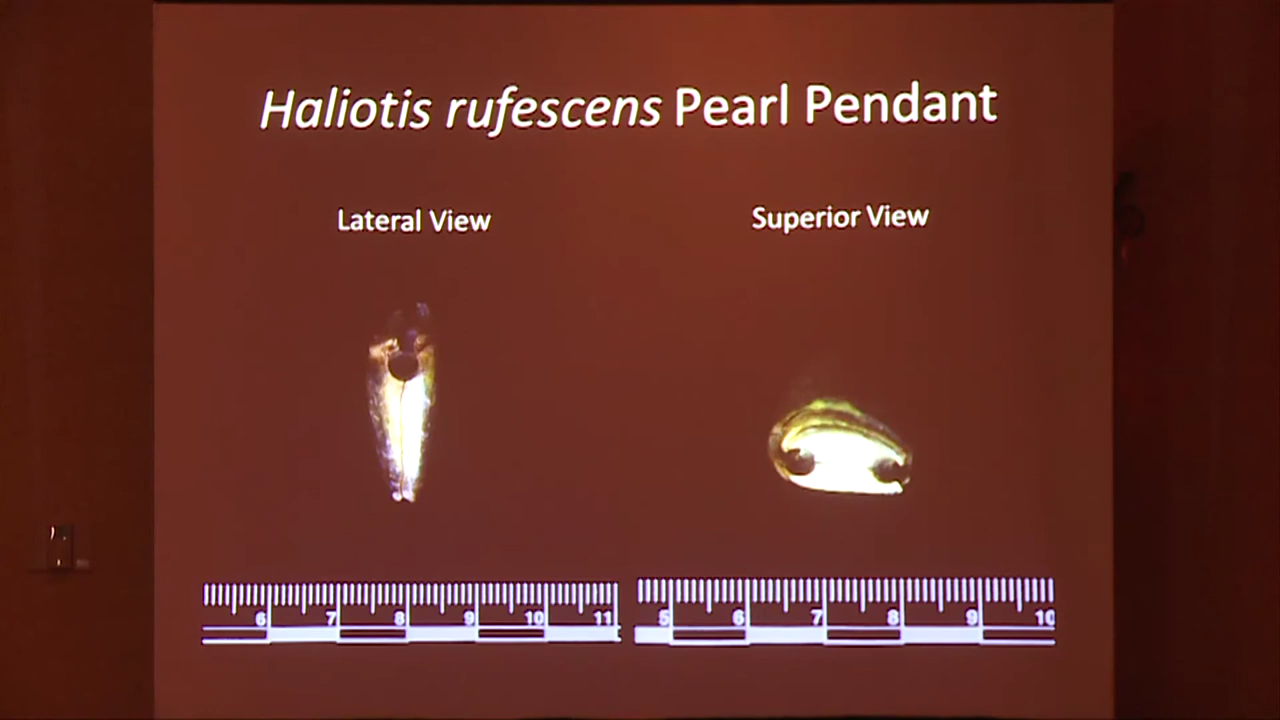 Haliotis rufescens Pearl Pendant
Lateral View
Superior View
6 7 8 9 10 11
5 6 7 8 9 10